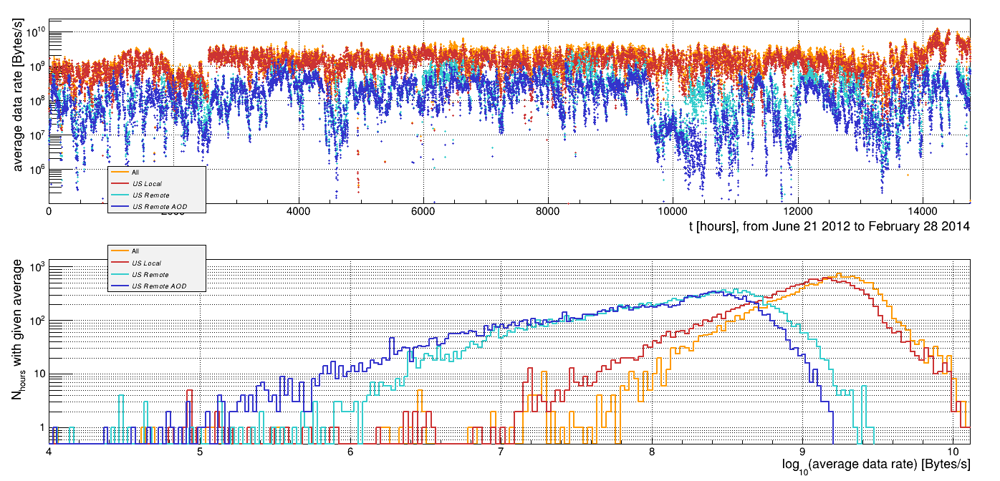 average data rate [Bytes/s]
10^10
10^9
10^8
10^7
10^6
All
US Local
US Remote
US Remote AOD
0 2000 4000 6000 8000 10000 12000 14000
t [hours], from June 21 2012 to February 28 2014
All
US Local
US Remote
US Remote AOD
N_hours with given average
10^3
10^2
10
1
4 5 6 7 8 9 10
log_10(average data rate) [Bytes/s]